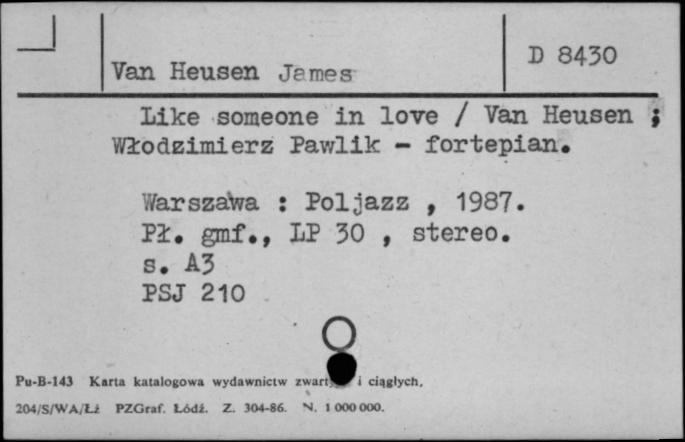 Van Heusen James
D 8430
Like someone in love / Van Heusen ;
Włodzimierz Pawlik - fortepian.
Warszawa : Poljazz , 1987.
Pł. gmf., LP 30 , stereo.
s. A3
PSJ 210
Pu-B-143 Karta katalogowa wydawnictw i ciągłych.
204/S/WA/Łż PZGraf. Łódź. Z. 304-86. N. 1 000 000.